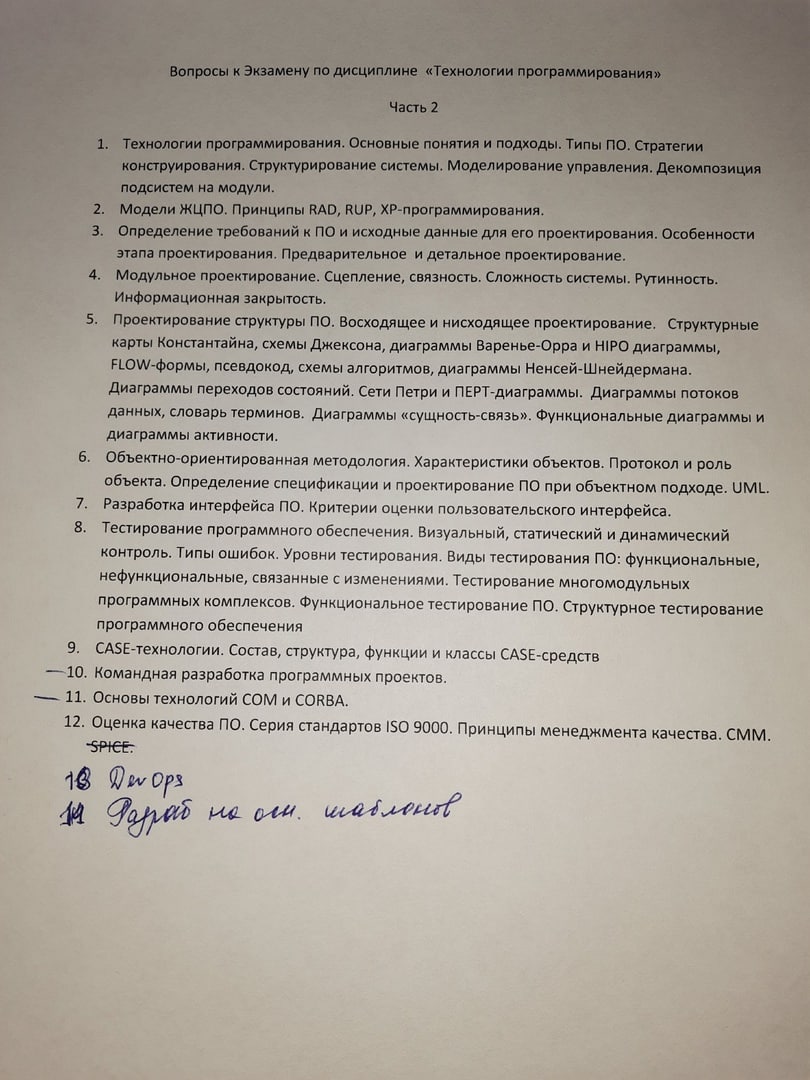 Вопросы к Экзамену по дисциплине «Технологии программирования»
Часть 2
1. Технологии программирования. Основные понятия и подходы. Типы ПО. Стратегии
конструирования. Структурирование системы. Моделирование управления. Декомпозиция
подсистем на модули.
2. Модели ЖЦПО. Принципы RAD, RUP, XP-программирования.
3. Определение требований к ПО и исходные данные для его проектирования. Особенности
этапа проектирования. Предварительное и детальное проектирование.
4. Модульное проектирование. Сцепление, связность. Сложность системы. Рутинность.
Информационная закрытость.
5. Проектирование структуры ПО. Восходящее и нисходящее проектирование. Структурные
карты Константайна, схемы Джексона, диаграммы Варенье-Орра и HIPO диаграммы,
FLOW-формы, псевдокод, схемы алгоритмов, диаграммы Ненсей-Шнейдермана.
Диаграммы переходов состояний. Сети Петри и ПЕРТ-диаграммы. Диаграммы потоков
данных, словарь терминов. Диаграммы «сущность-связь». Функциональные диаграммы и
диаграммы активности.
6. Объектно-ориентированная методология. Характеристики объектов. Протокол и роль
объекта. Определение спецификации и проектирование ПО при объектном подходе. UML.
7. Разработка интерфейса ПО. Критерии оценки пользовательского интерфейса.
8. Тестирование программного обеспечения. Визуальный, статический и динамический
контроль. Типы ошибок. Уровни тестирования. Виды тестирования ПО: функциональные,
нефункциональные, связанные с изменениями. Тестирование многомодульных
программных комплексов. Функциональное тестирование ПО. Структурное тестирование
программного обеспечения
9. CASE-технологии. Состав, структура, функции и классы CASE-средств
10. Командная разработка программных проектов.
11. Основы технологий COM и CORBA.
12. Оценка качества ПО. Серия стандартов ISO 9000. Принципы менеджмента качества. CMM.
SPICE.
13 DevOps
14 Разраб на осн. шаблонов